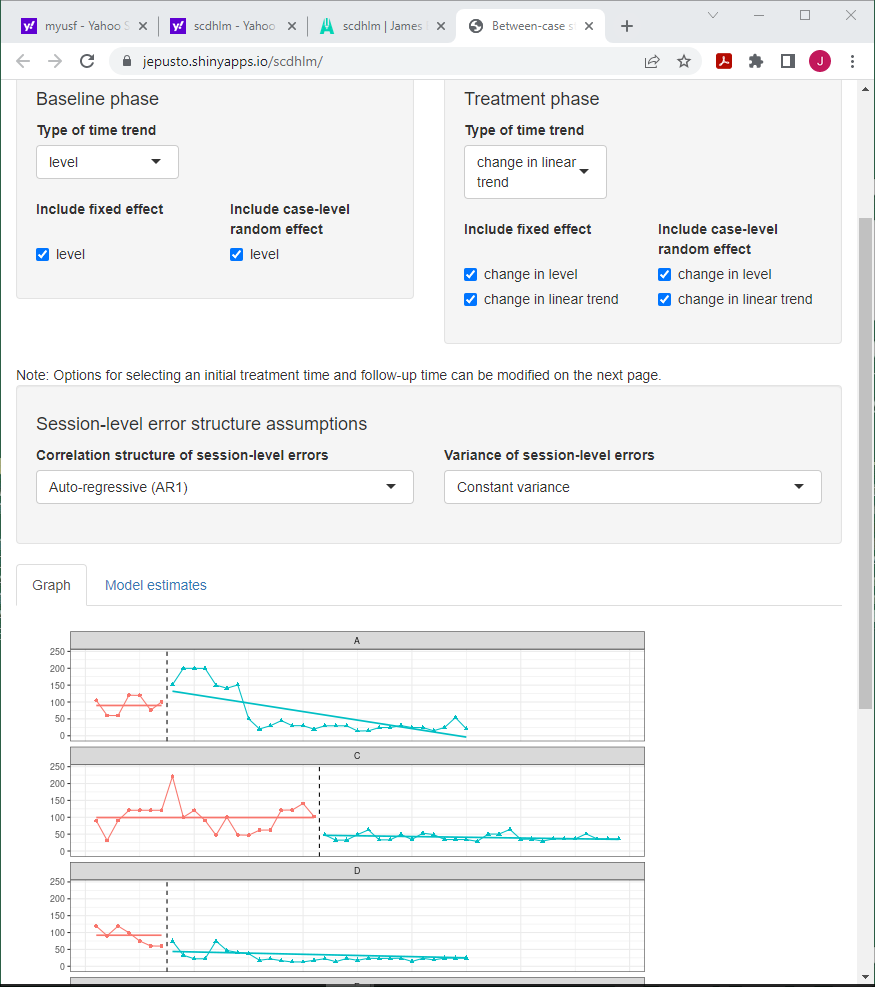 myusf - Yahoo S
scdhlm - Yahoo
scdhlm | James
Between-case s
jepusto.shinyapps.io/scdhlm/
J
Baseline phase
Type of time trend
level
Include fixed effect
Include case-level
random effect
level
level
Treatment phase
Type of time trend
change in linear
trend
Include fixed effect
Include case-level
random effect
change in level
change in level
change in linear trend
change in linear trend
Note: Options for selecting an initial treatment time and follow-up time can be modified on the next page.
Session-level error structure assumptions
Correlation structure of session-level errors
Variance of session-level errors
Auto-regressive (AR1)
Constant variance
Graph
Model estimates
A
250
200
150
100
50
0
C
250
200
150
100
50
0
D
250
200
150
100
50
0